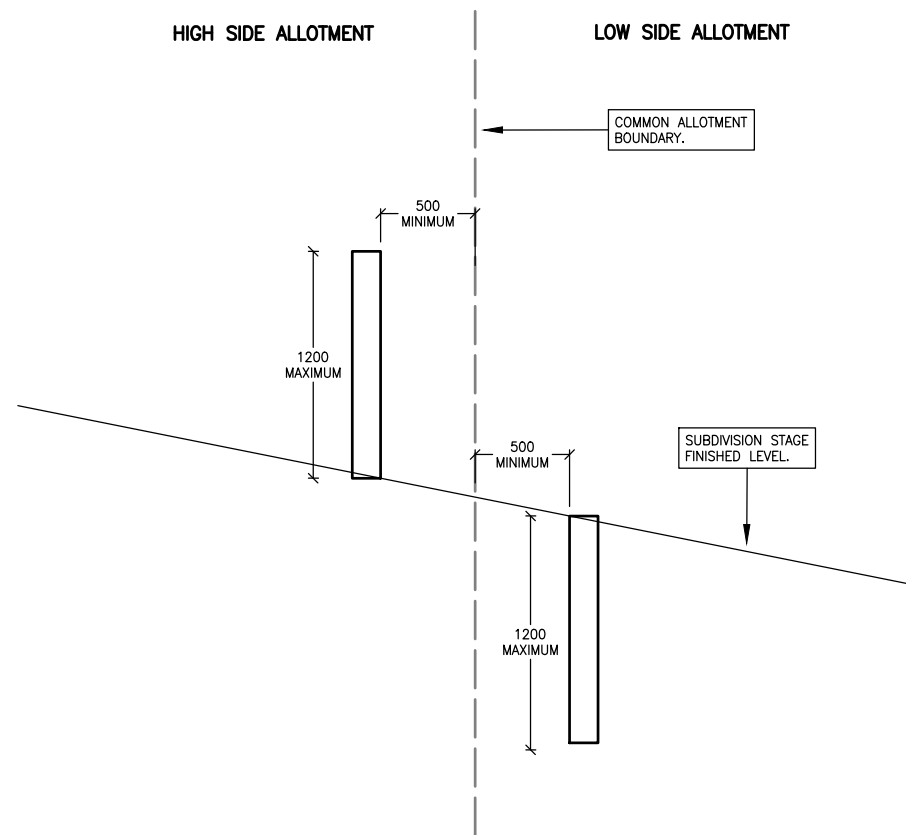 HIGH SIDE ALLOTMENT
LOW SIDE ALLOTMENT
COMMON ALLOTMENT
BOUNDARY.
500
MINIMUM
1200
MAXIMUM
500
MINIMUM
SUBDIVISION STAGE
FINISHED LEVEL.
1200
MAXIMUM